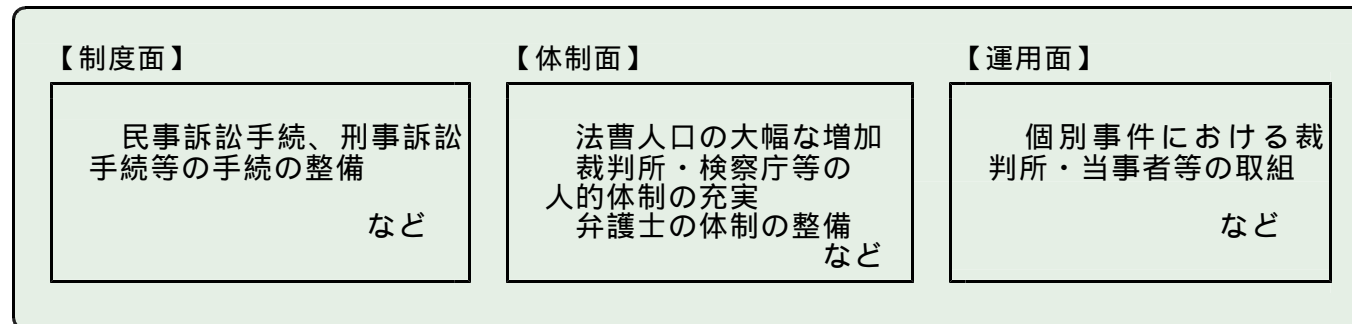 【制度面】
民事訴訟手続、刑事訴訟
手続等の手続の整備
など
【体制面】
法曹人口の大幅な増加
裁判所・検察庁等の
人的体制の充実
弁護士の体制の整備
など
【運用面】
個別事件における裁
判所・当事者等の取組
など